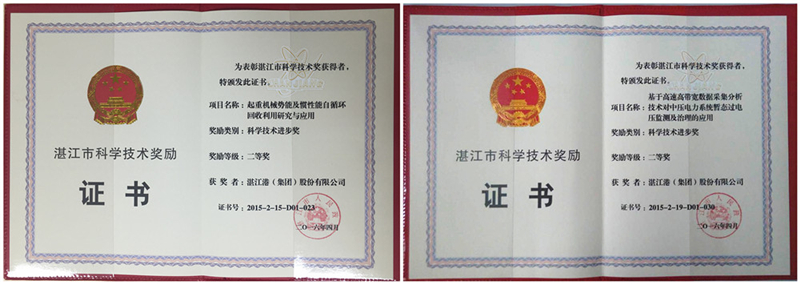 湛江市科学技术奖励
证书
为表彰湛江市科学技术奖获得者，
特颁发此证书。
项目名称： 起重机械势能及惯性能自循环
回收利用研究与应用
奖励类别： 科学技术进步奖
奖励等级： 二等奖
获 奖 者： 湛江港（集团）股份有限公司
证书号： 2015-2-15-D01-023
二〇一六年四月
湛江市科学技术奖励
证书
为表彰湛江市科学技术奖获得者，
特颁发此证书。
基于高速高带宽数据采集分析
项目名称： 技术对中压电力系统暂态过电
压监测及治理的应用
奖励类别： 科学技术进步奖
奖励等级： 二等奖
获 奖 者： 湛江港（集团）股份有限公司
证书号： 2015-2-19-D01-030
二〇一六年四月